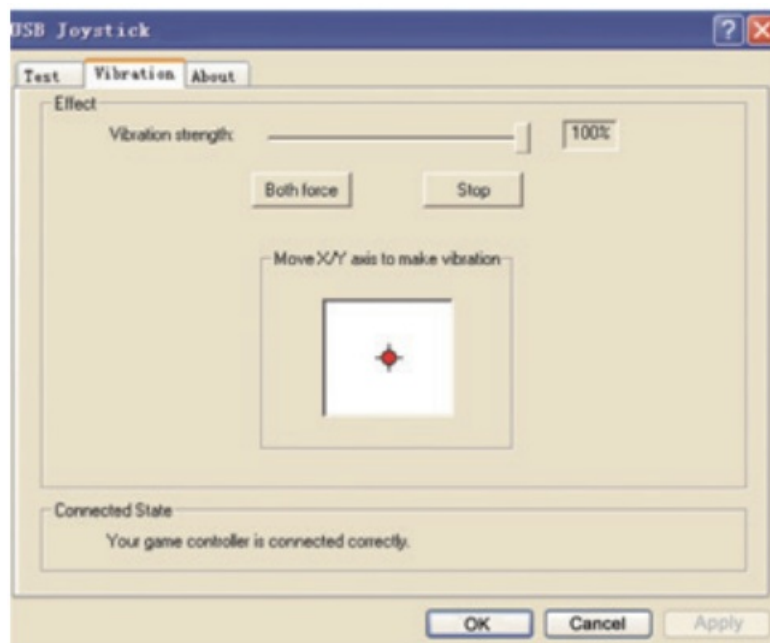 USB Joystick
Test Vibration About
Effect
Vibration strength: 100%
Both force Stop
Move X/Y axis to make vibration
Connected State
Your game controller is connected correctly.
OK Cancel Apply